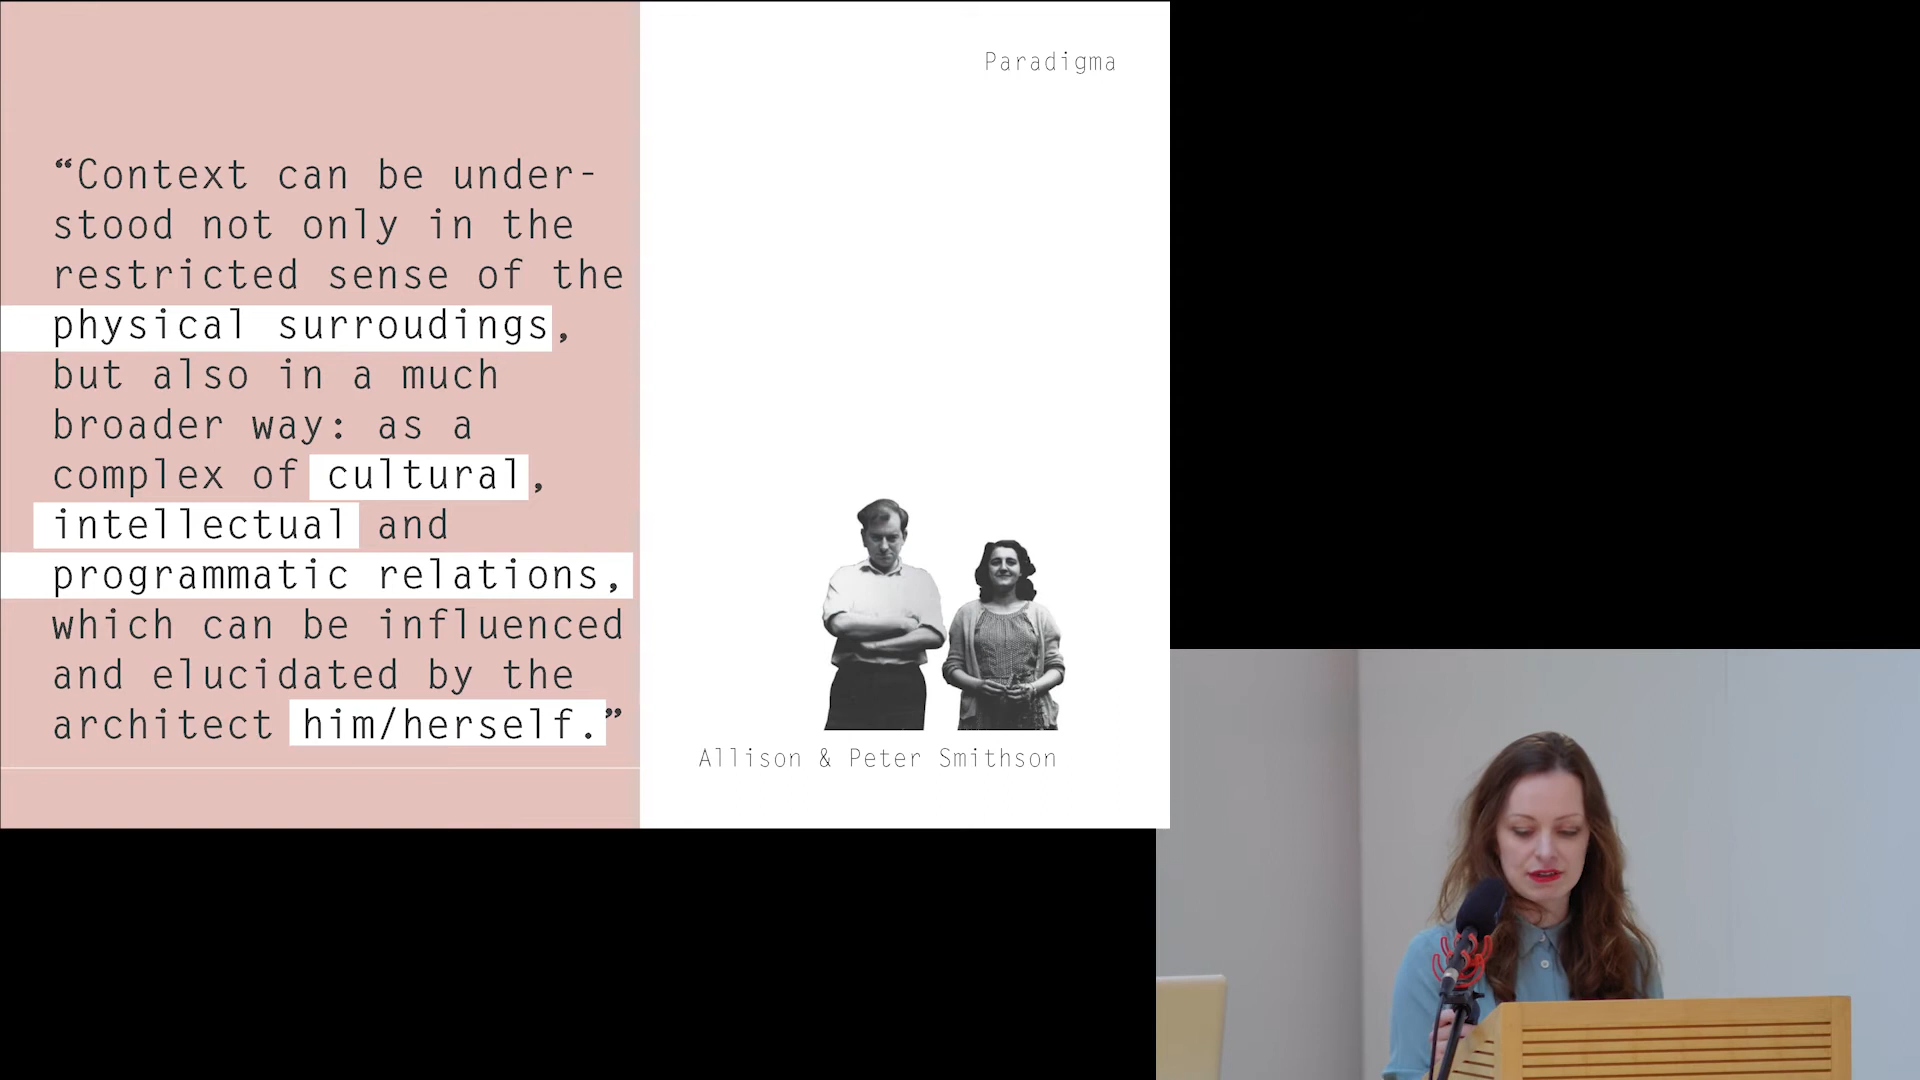 “Context can be under-
stood not only in the
restricted sense of the
physical surroudings,
but also in a much
broader way: as a
complex of cultural,
intellectual and
programmatic relations,
which can be influenced
and elucidated by the
architect him/herself.”
Paradigma
Allison & Peter Smithson